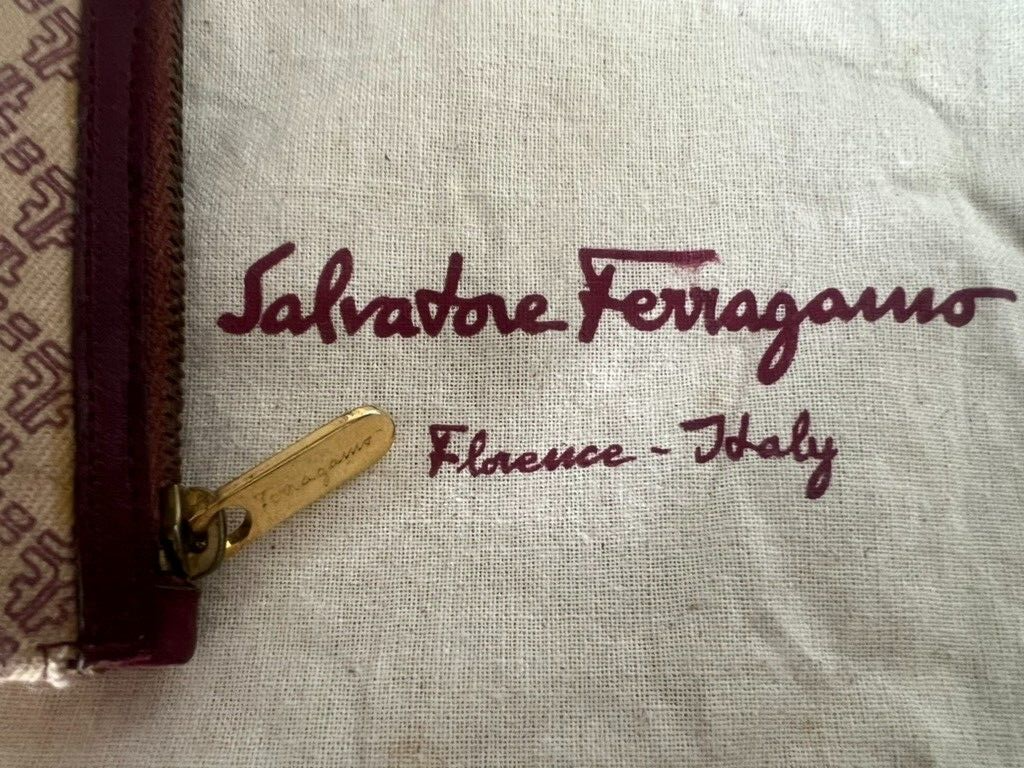 Salvatore Ferragamo
Florence - Italy
Ferragamo